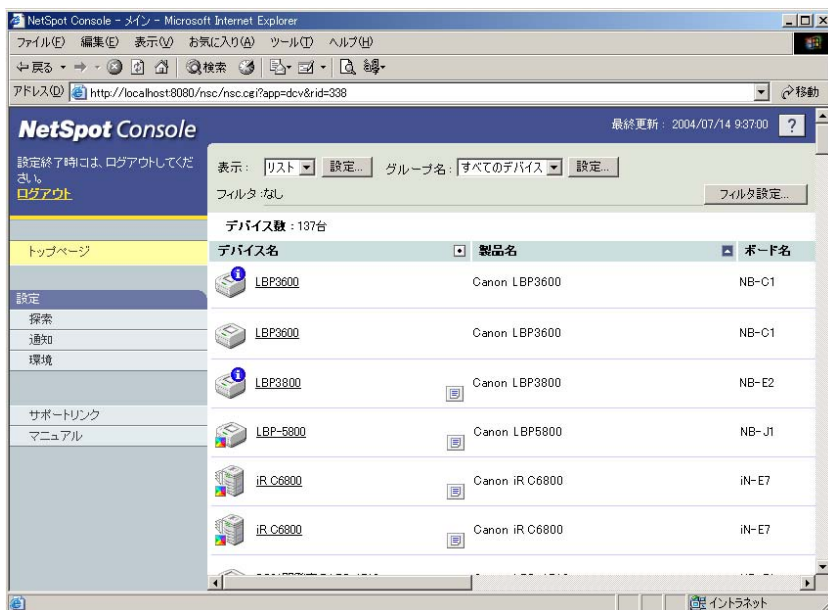 NetSpot Console - メイン - Microsoft Internet Explorer
ファイル(F) 編集(E) 表示(V) お気に入り(A) ツール(T) ヘルプ(H)
戻る 検索
アドレス(D) http://localhost:8080/nsc/nsc.cgi?app=dcv&rid=338 移動
NetSpot Console
最終更新 : 2004/07/14 9:37:00 ?
設定終了時には、ログアウトしてください。
ログアウト
表示 : リスト 設定... グループ名 : すべてのデバイス 設定...
フィルタ :なし フィルタ設定...
デバイス数 : 137台
デバイス名 製品名 ボード名
トップページ
設定
探索
通知
環境
サポートリンク
マニュアル
LBP3600 Canon LBP3600 NB-C1
LBP3600 Canon LBP3600 NB-C1
LBP3800 Canon LBP3800 NB-E2
LBP-5800 Canon LBP5800 NB-J1
iR C6800 Canon iR C6800 iN-E7
iR C6800 Canon iR C6800 iN-E7
イントラネット